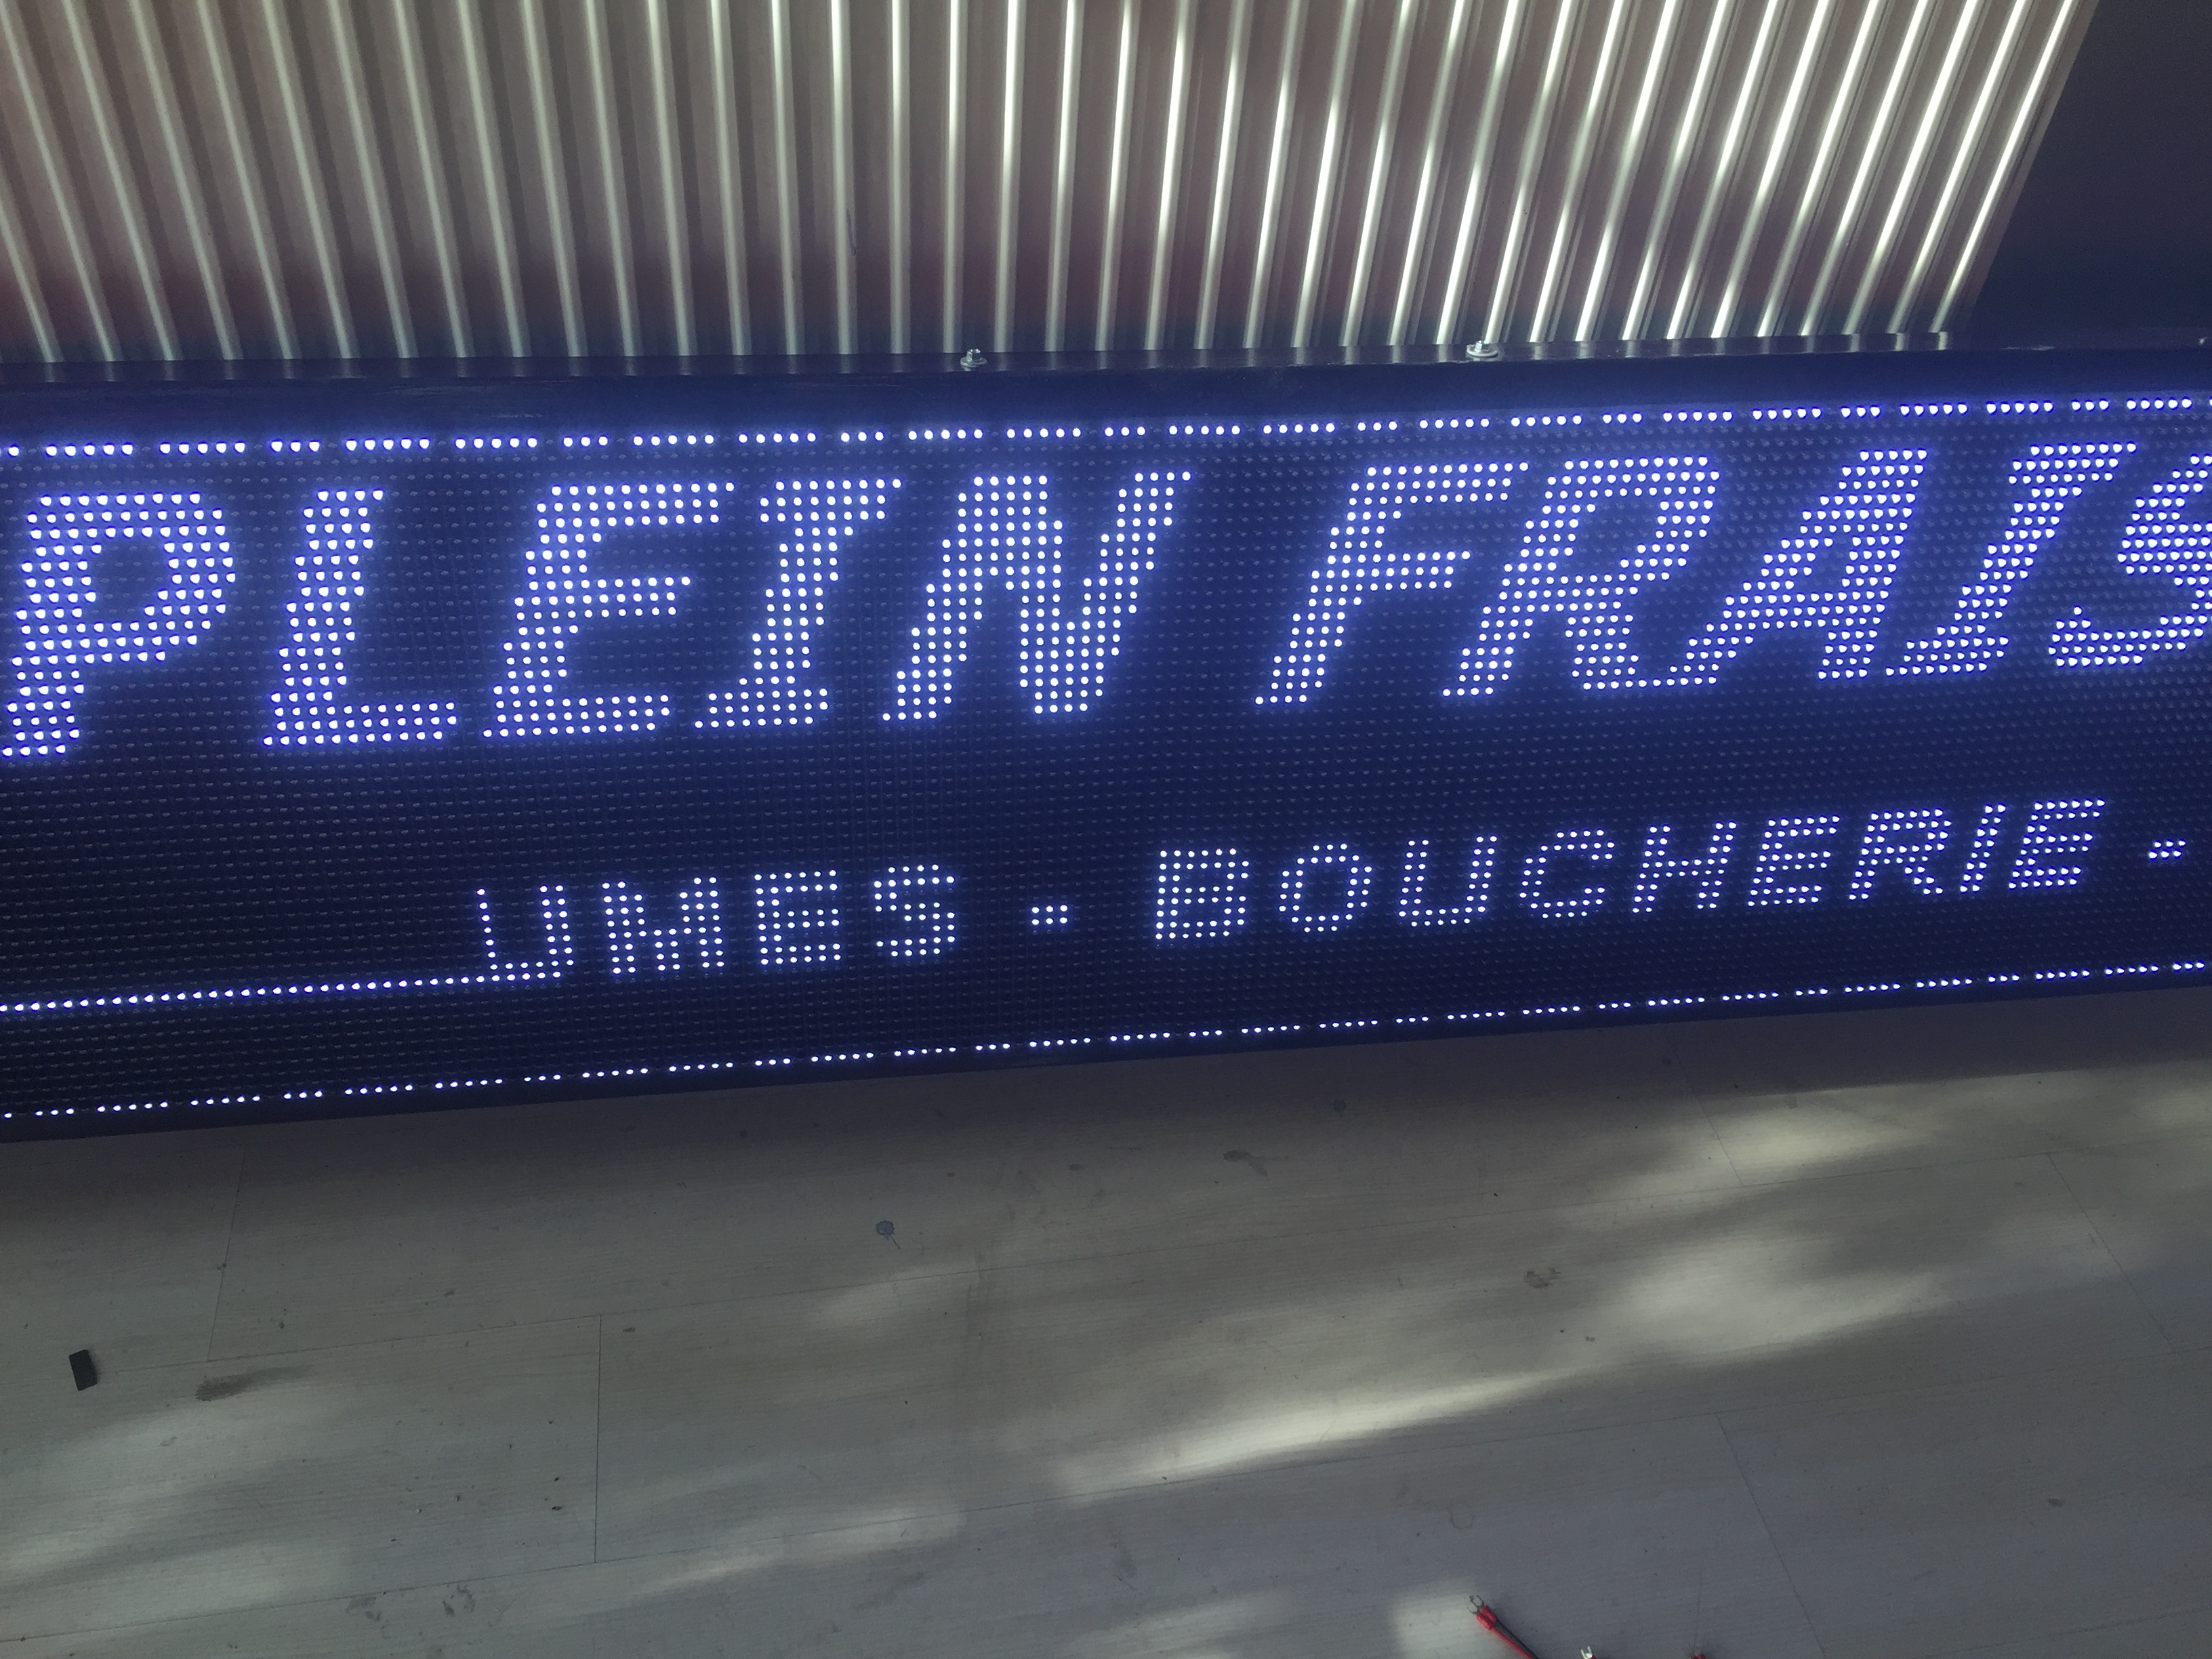 PLEIN FRAIS
UMES - BOUCHERIE -